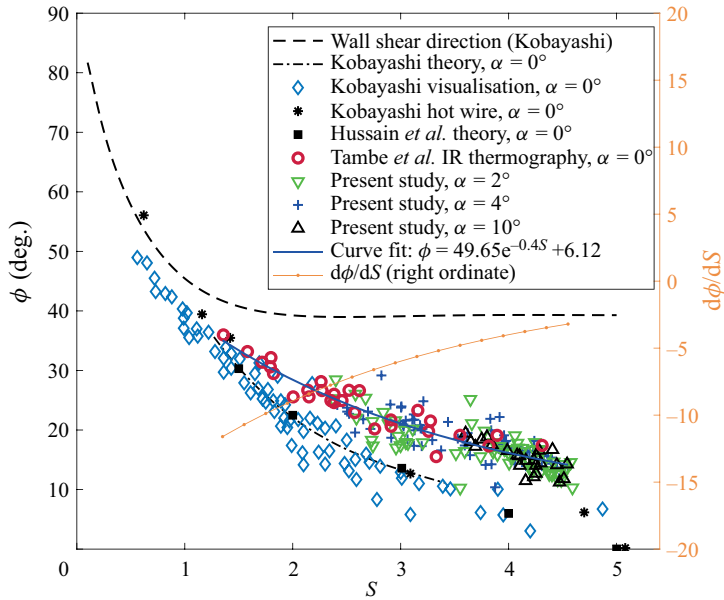 90
80
70
60
50
40
30
20
10
ϕ (deg.)
0
1
2
3
4
5
S
20
15
10
5
0
−5
−10
−15
−20
dϕ/dS
Wall shear direction (Kobayashi)
Kobayashi theory, α = 0°
Kobayashi visualisation, α = 0°
Kobayashi hot wire, α = 0°
Hussain et al. theory, α = 0°
Tambe et al. IR thermography, α = 0°
Present study, α = 2°
Present study, α = 4°
Present study, α = 10°
Curve fit: ϕ = 49.65e⁻⁰·⁴ˢ +6.12
dϕ/dS (right ordinate)